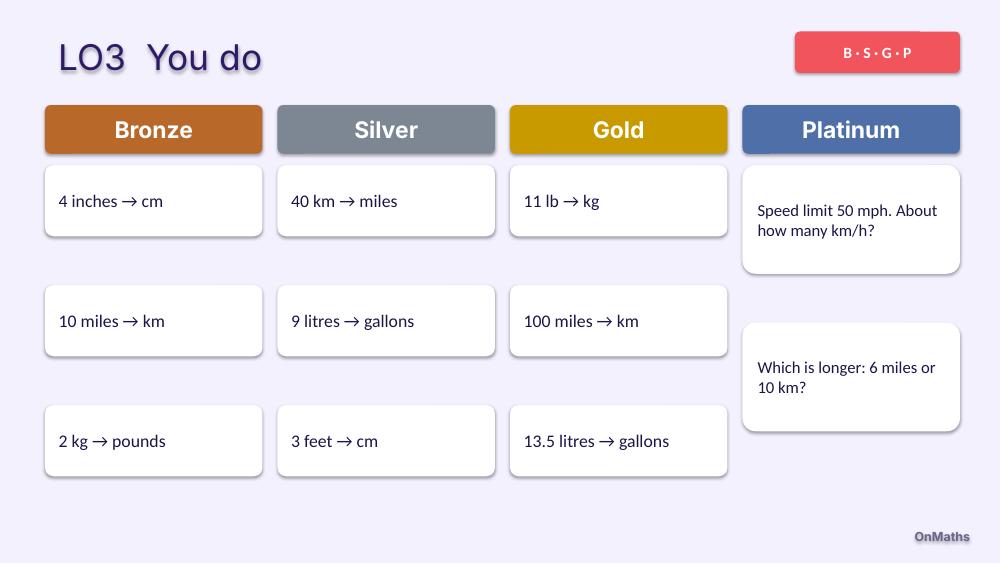 LO3 You do
B·S·G·P
Bronze
4 inches → cm
10 miles → km
2 kg → pounds
Silver
40 km → miles
9 litres → gallons
3 feet → cm
Gold
11 lb → kg
100 miles → km
13.5 litres → gallons
Platinum
Speed limit 50 mph. About
how many km/h?
Which is longer: 6 miles or
10 km?
OnMaths